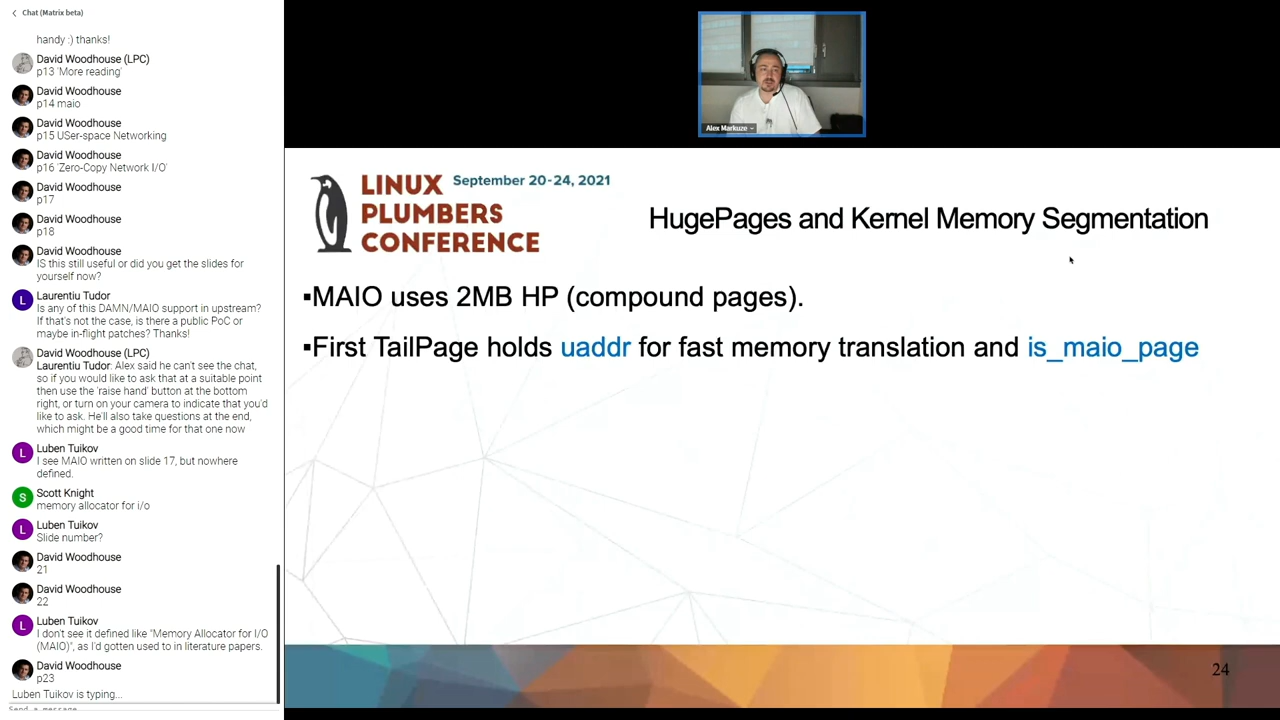 Chat (Matrix beta)
handy :) thanks!
David Woodhouse (LPC)
p13 'More reading'
David Woodhouse
p14 maio
David Woodhouse
p15 USer-space Networking
David Woodhouse
p16 'Zero-Copy Network I/O'
David Woodhouse
p17
David Woodhouse
p18
David Woodhouse
IS this still useful or did you get the slides for
yourself now?
L
Laurentiu Tudor
Is any of this DAMN/MAIO support in upstream?
If that's not the case, is there a public PoC or
maybe in-flight patches? Thanks!
David Woodhouse (LPC)
Laurentiu Tudor: Alex said he can't see the chat,
so if you would like to ask that at a suitable point
then use the 'raise hand' button at the bottom
right, or turn on your camera to indicate that you'd
like to ask. He'll also take questions at the end,
which might be a good time for that one now
L
Luben Tuikov
I see MAIO written on slide 17, but nowhere
defined.
S
Scott Knight
memory allocator for i/o
L
Luben Tuikov
Slide number?
David Woodhouse
21
David Woodhouse
22
L
Luben Tuikov
I don't see it defined like "Memory Allocator for I/O
(MAIO)", as I'd gotten used to in literature papers.
David Woodhouse
p23
Luben Tuikov is typing...
Send a message
Alex Markuze
LINUX
PLUMBERS
CONFERENCE
September 20-24, 2021
HugePages and Kernel Memory Segmentation
▪MAIO uses 2MB HP (compound pages).
▪First TailPage holds uaddr for fast memory translation and is_maio_page
24